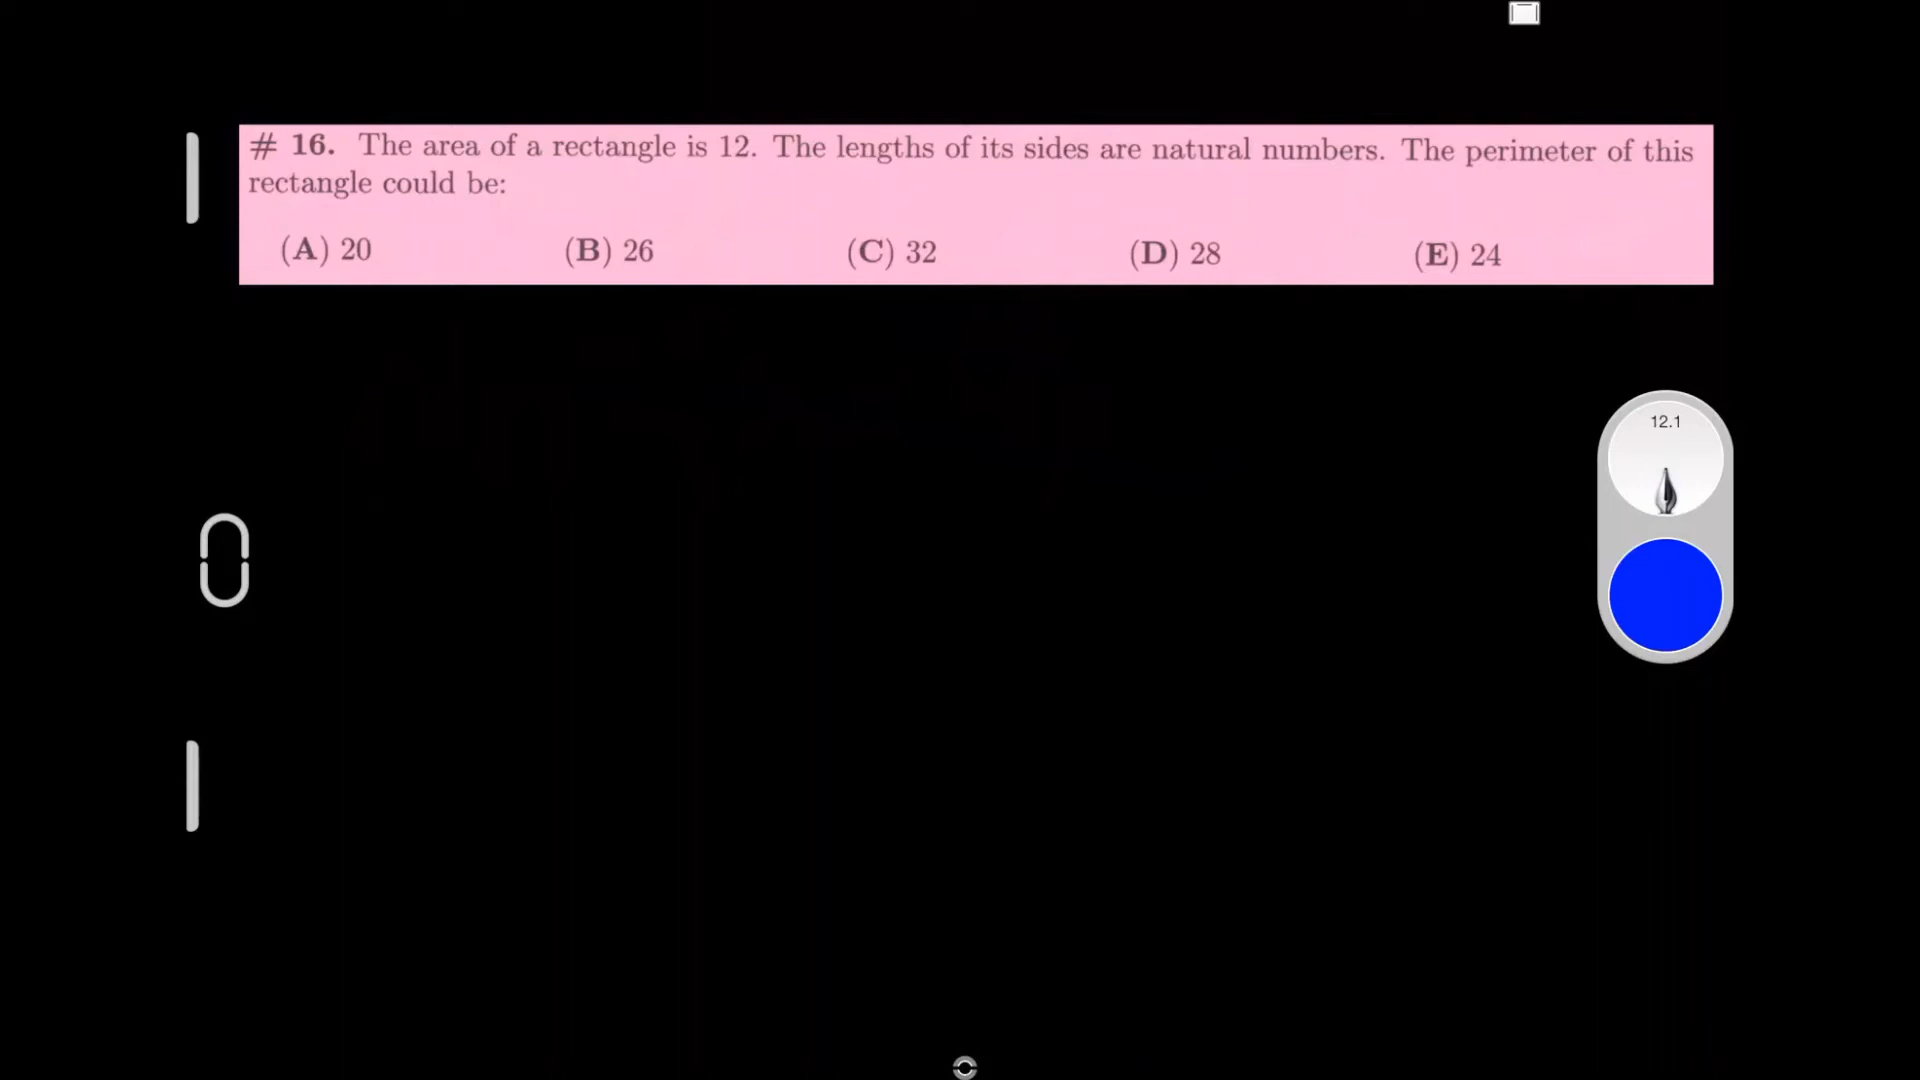 # 16. The area of a rectangle is 12. The lengths of its sides are natural numbers. The perimeter of this
rectangle could be:
(A) 20 (B) 26 (C) 32 (D) 28 (E) 24
12.1